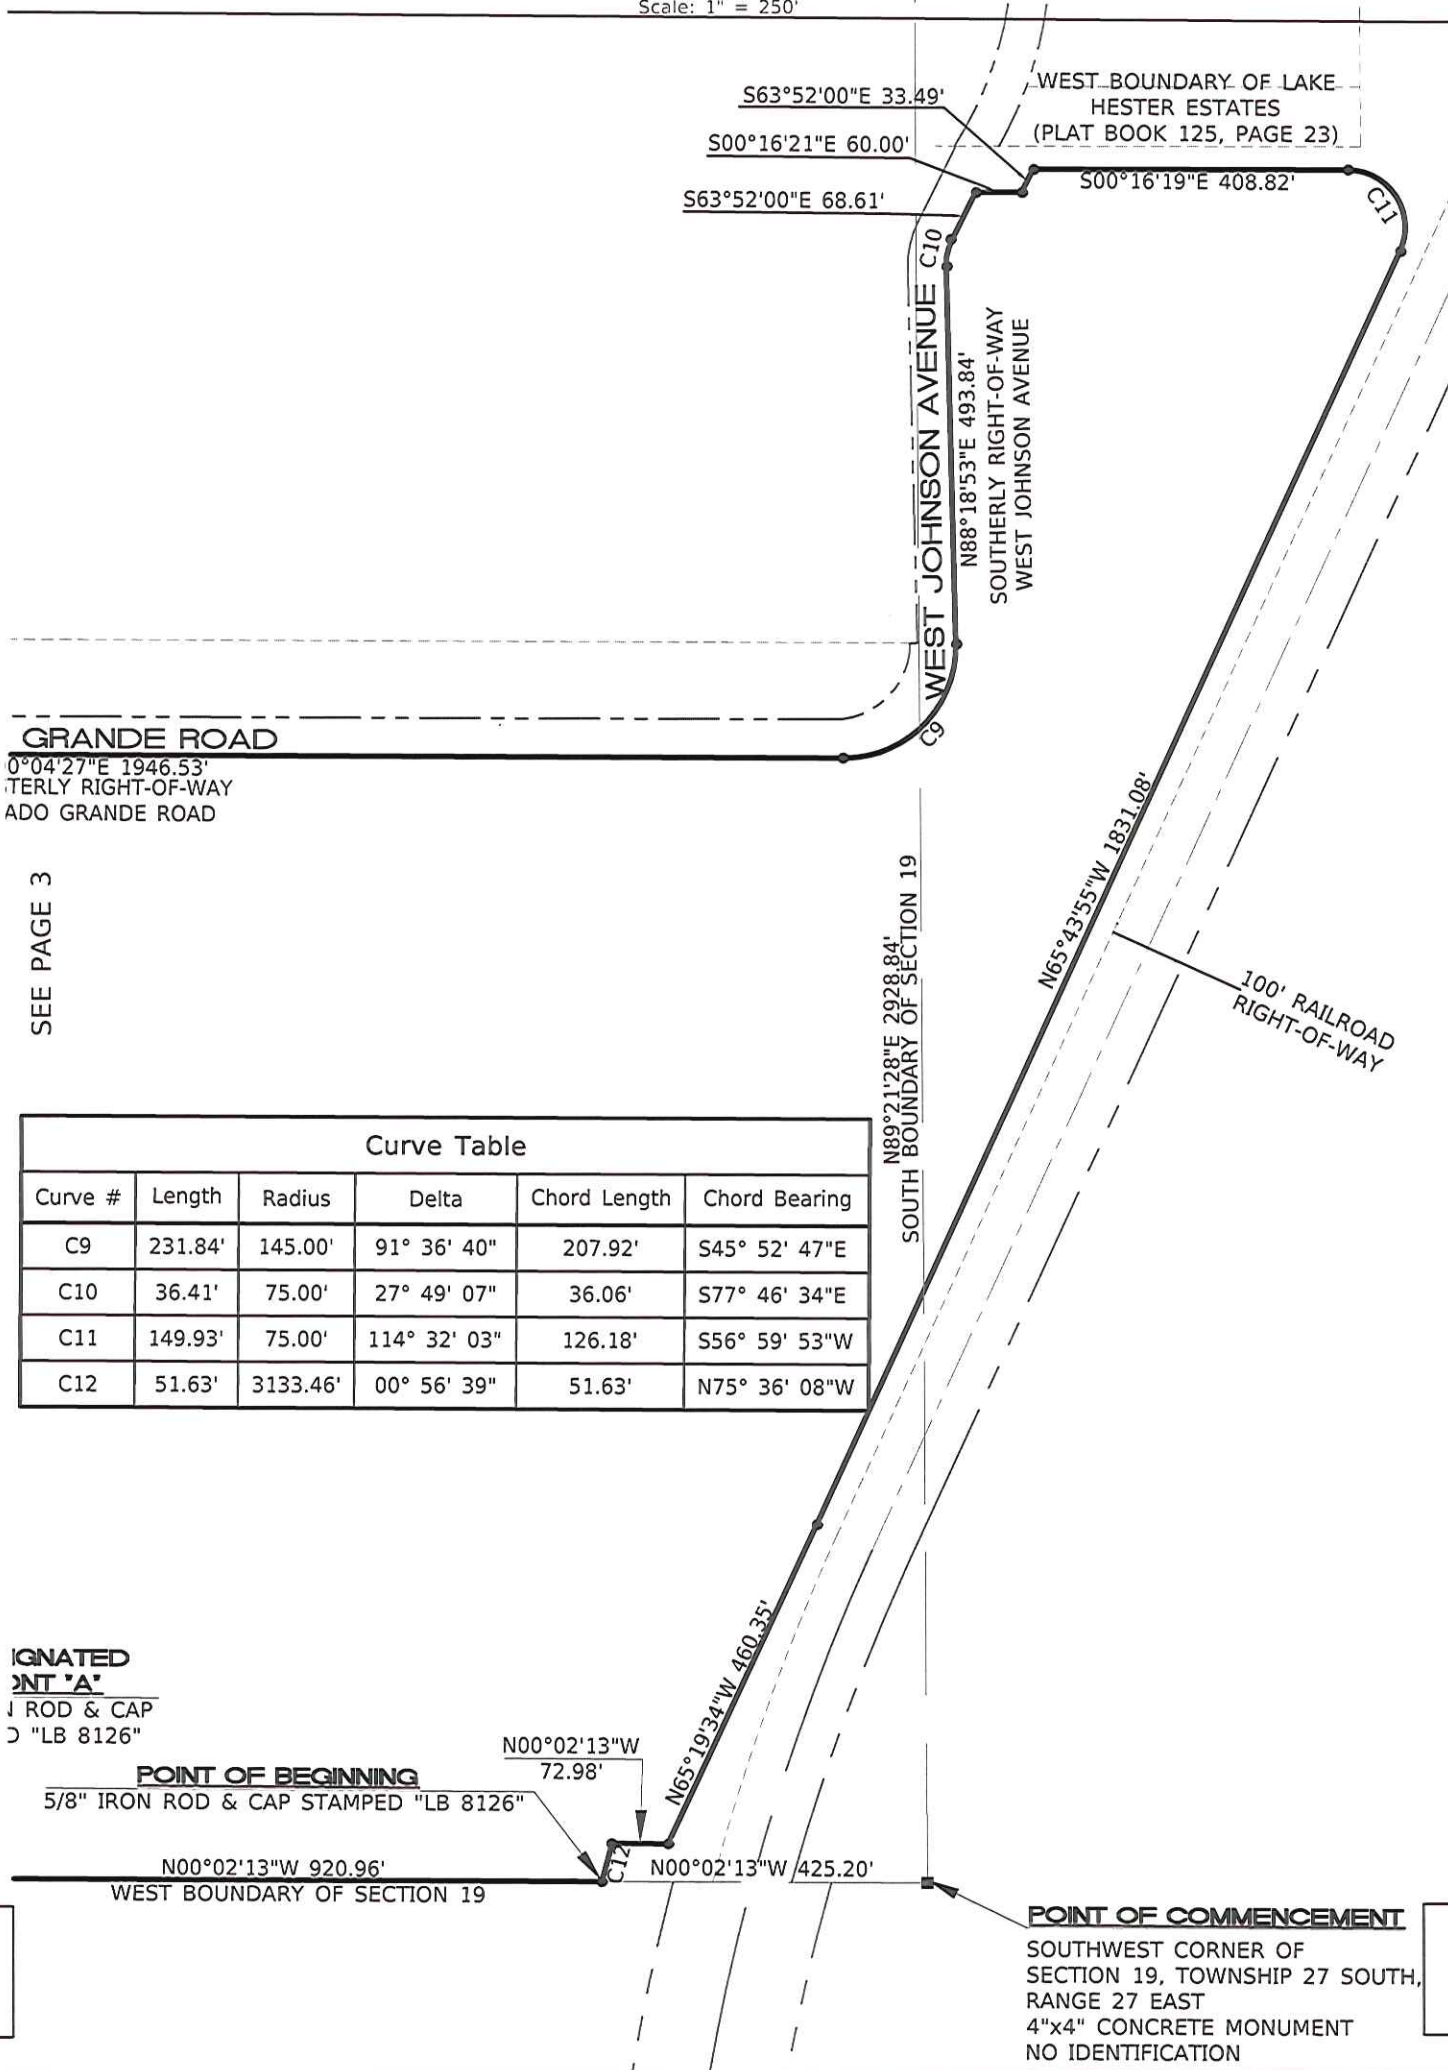 Scale: 1" = 250'
WEST BOUNDARY OF LAKE
HESTER ESTATES
(PLAT BOOK 125, PAGE 23)
S63°52'00"E 33.49'
S00°16'21"E 60.00'
S63°52'00"E 68.61'
S00°16'19"E 408.82'
C11
C10
WEST JOHNSON AVENUE
N88°18'53"E 493.84'
SOUTHERLY RIGHT-OF-WAY
WEST JOHNSON AVENUE
C9
GRANDE ROAD
0°04'27"E 1946.53'
TERLY RIGHT-OF-WAY
ADO GRANDE ROAD
SEE PAGE 3
N89°21'28"E 2928.84'
SOUTH BOUNDARY OF SECTION 19
N65°43'55"W 1831.08'
100' RAILROAD
RIGHT-OF-WAY
Curve Table
Curve # Length Radius Delta Chord Length Chord Bearing
C9 231.84' 145.00' 91° 36' 40" 207.92' S45° 52' 47"E
C10 36.41' 75.00' 27° 49' 07" 36.06' S77° 46' 34"E
C11 149.93' 75.00' 114° 32' 03" 126.18' S56° 59' 53"W
C12 51.63' 3133.46' 00° 56' 39" 51.63' N75° 36' 08"W
IGNATED
NT "A"
ROD & CAP
"LB 8126"
N65°19'34"W 460.35'
N00°02'13"W
72.98'
POINT OF BEGINNING
5/8" IRON ROD & CAP STAMPED "LB 8126"
C12
N00°02'13"W 920.96'
WEST BOUNDARY OF SECTION 19
N00°02'13"W 425.20'
POINT OF COMMENCEMENT
SOUTHWEST CORNER OF
SECTION 19, TOWNSHIP 27 SOUTH,
RANGE 27 EAST
4"x4" CONCRETE MONUMENT
NO IDENTIFICATION